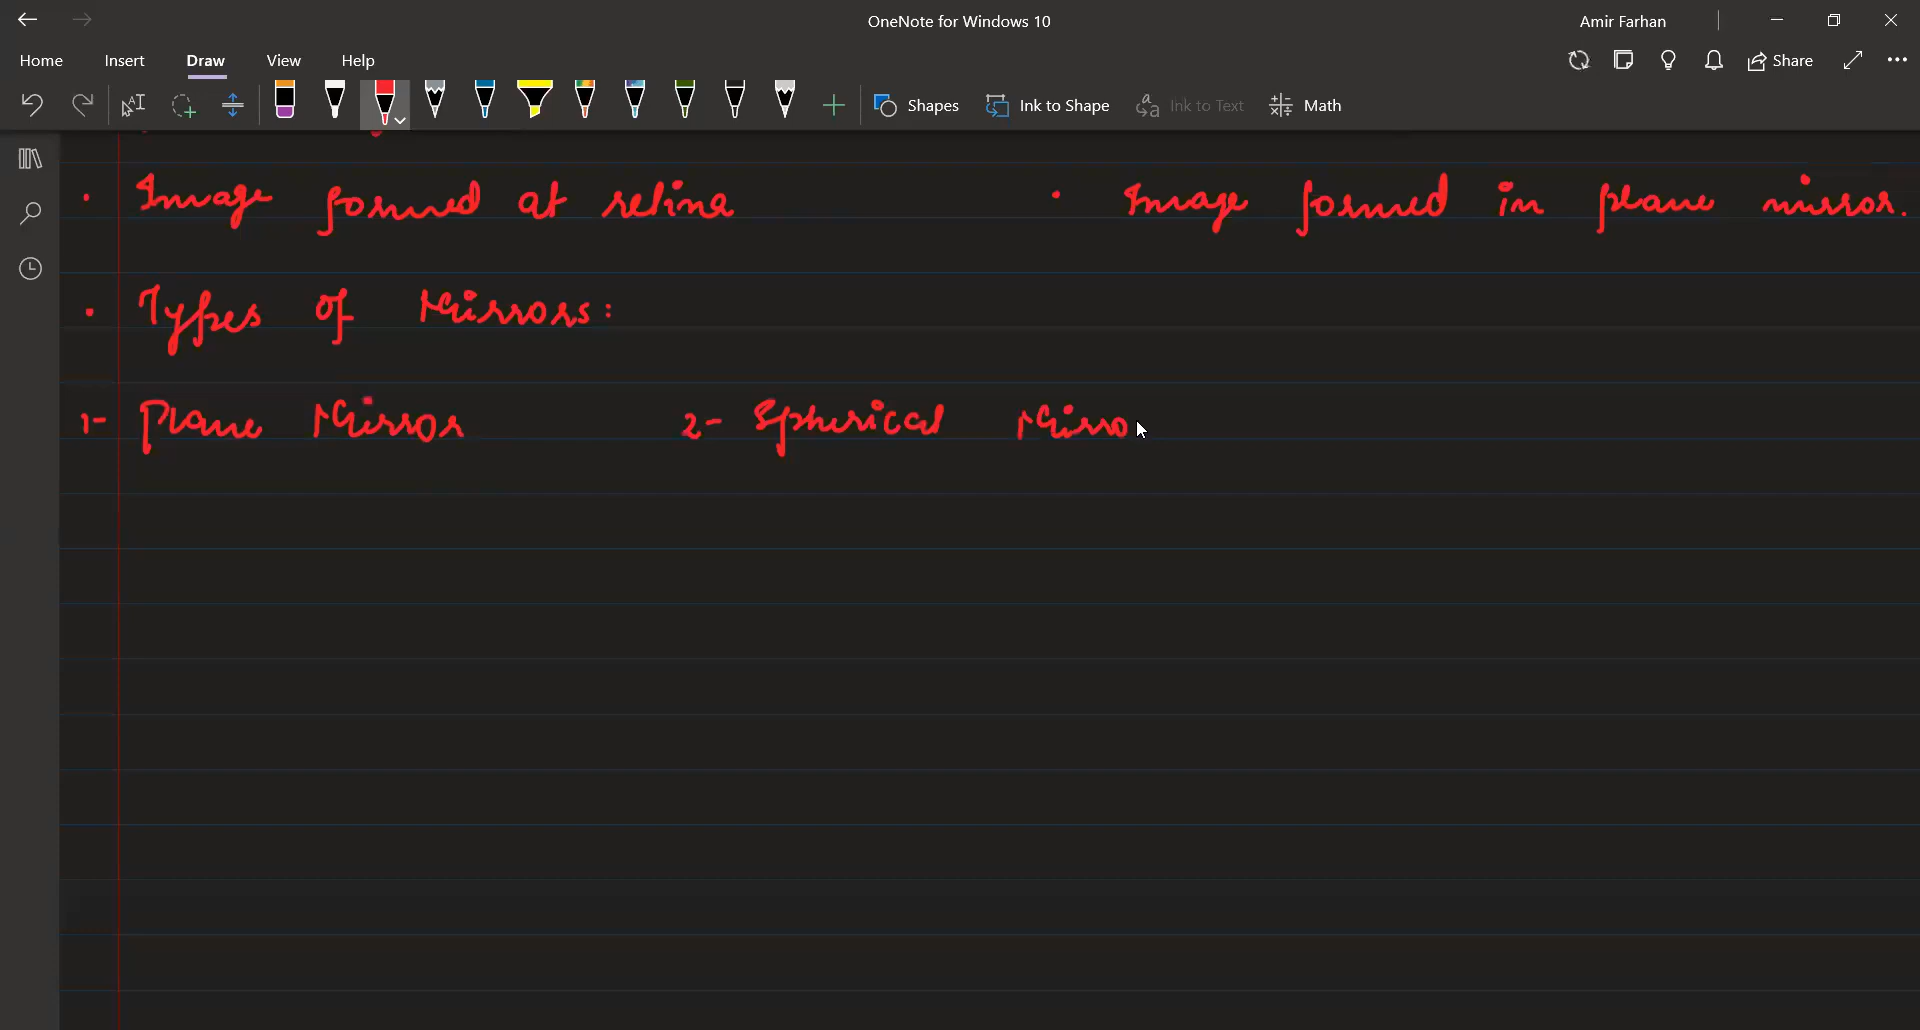 OneNote for Windows 10
Amir Farhan
Home Insert Draw View Help
Share
Shapes Ink to Shape Ink to Text Math
· Image formed at retina · Image formed in plane mirror.
· Types of Mirrors:
1- Plane Mirror 2- Spherical Mirro